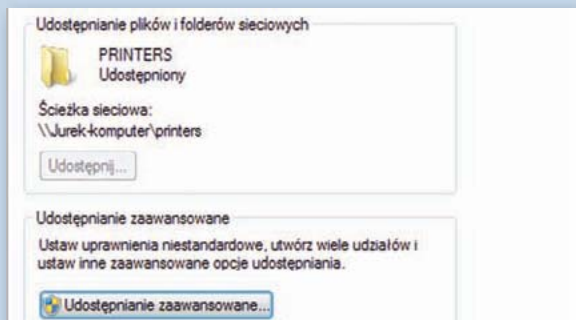 Udostępnianie plików i folderów sieciowych
PRINTERS
Udostępniony
Ścieżka sieciowa:
\\Jurek-komputer\printers
Udostępnij...
Udostępnianie zaawansowane
Ustaw uprawnienia niestandardowe, utwórz wiele udziałów i
ustaw inne zaawansowane opcje udostępniania.
Udostępnianie zaawansowane...